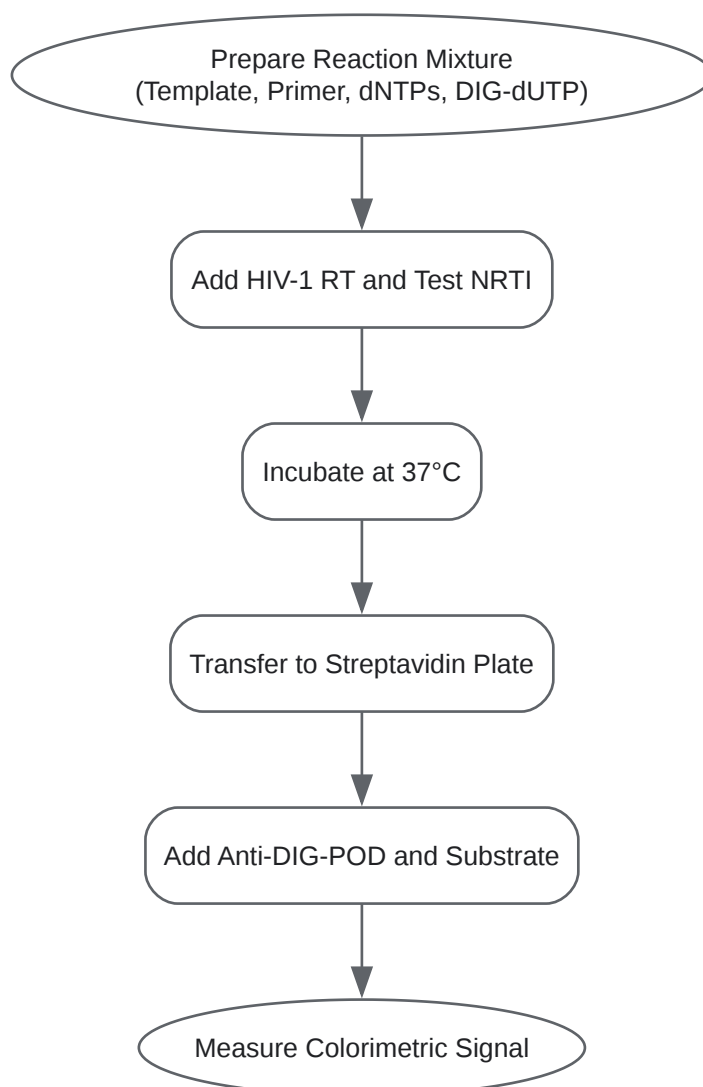 Prepare Reaction Mixture
(Template, Primer, dNTPs, DIG-dUTP)
Add HIV-1 RT and Test NRTI
Incubate at 37°C
Transfer to Streptavidin Plate
Add Anti-DIG-POD and Substrate
Measure Colorimetric Signal